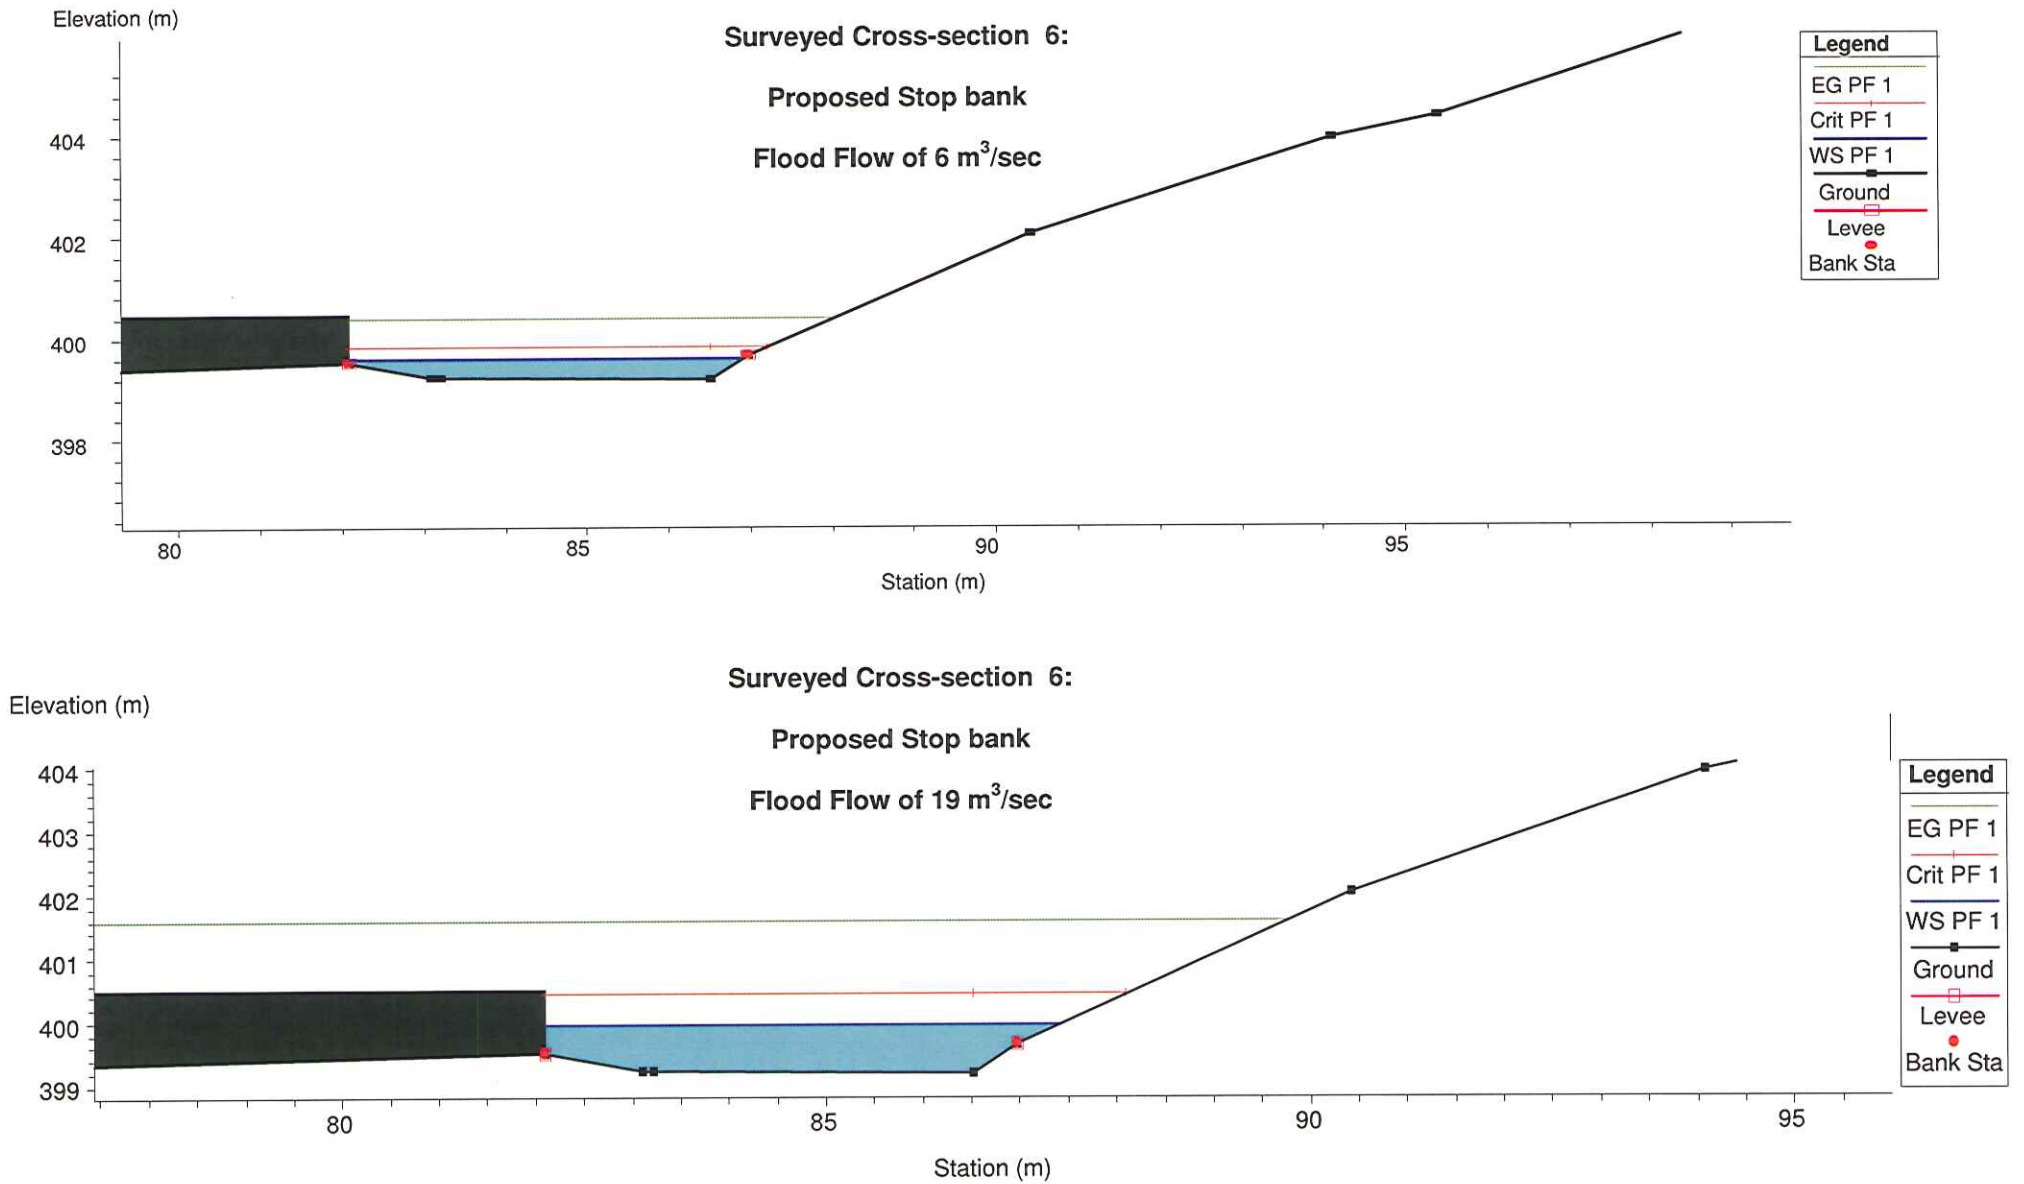 Elevation (m)
Surveyed Cross-section 6:
Proposed Stop bank
Flood Flow of 6 m³/sec
404
402
400
398
80
85
90
95
Station (m)
Legend
EG PF 1
Crit PF 1
WS PF 1
Ground
Levee
Bank Sta
Surveyed Cross-section 6:
Elevation (m)
Proposed Stop bank
Flood Flow of 19 m³/sec
404
403
402
401
400
399
80
85
90
95
Station (m)
Legend
EG PF 1
Crit PF 1
WS PF 1
Ground
Levee
Bank Sta